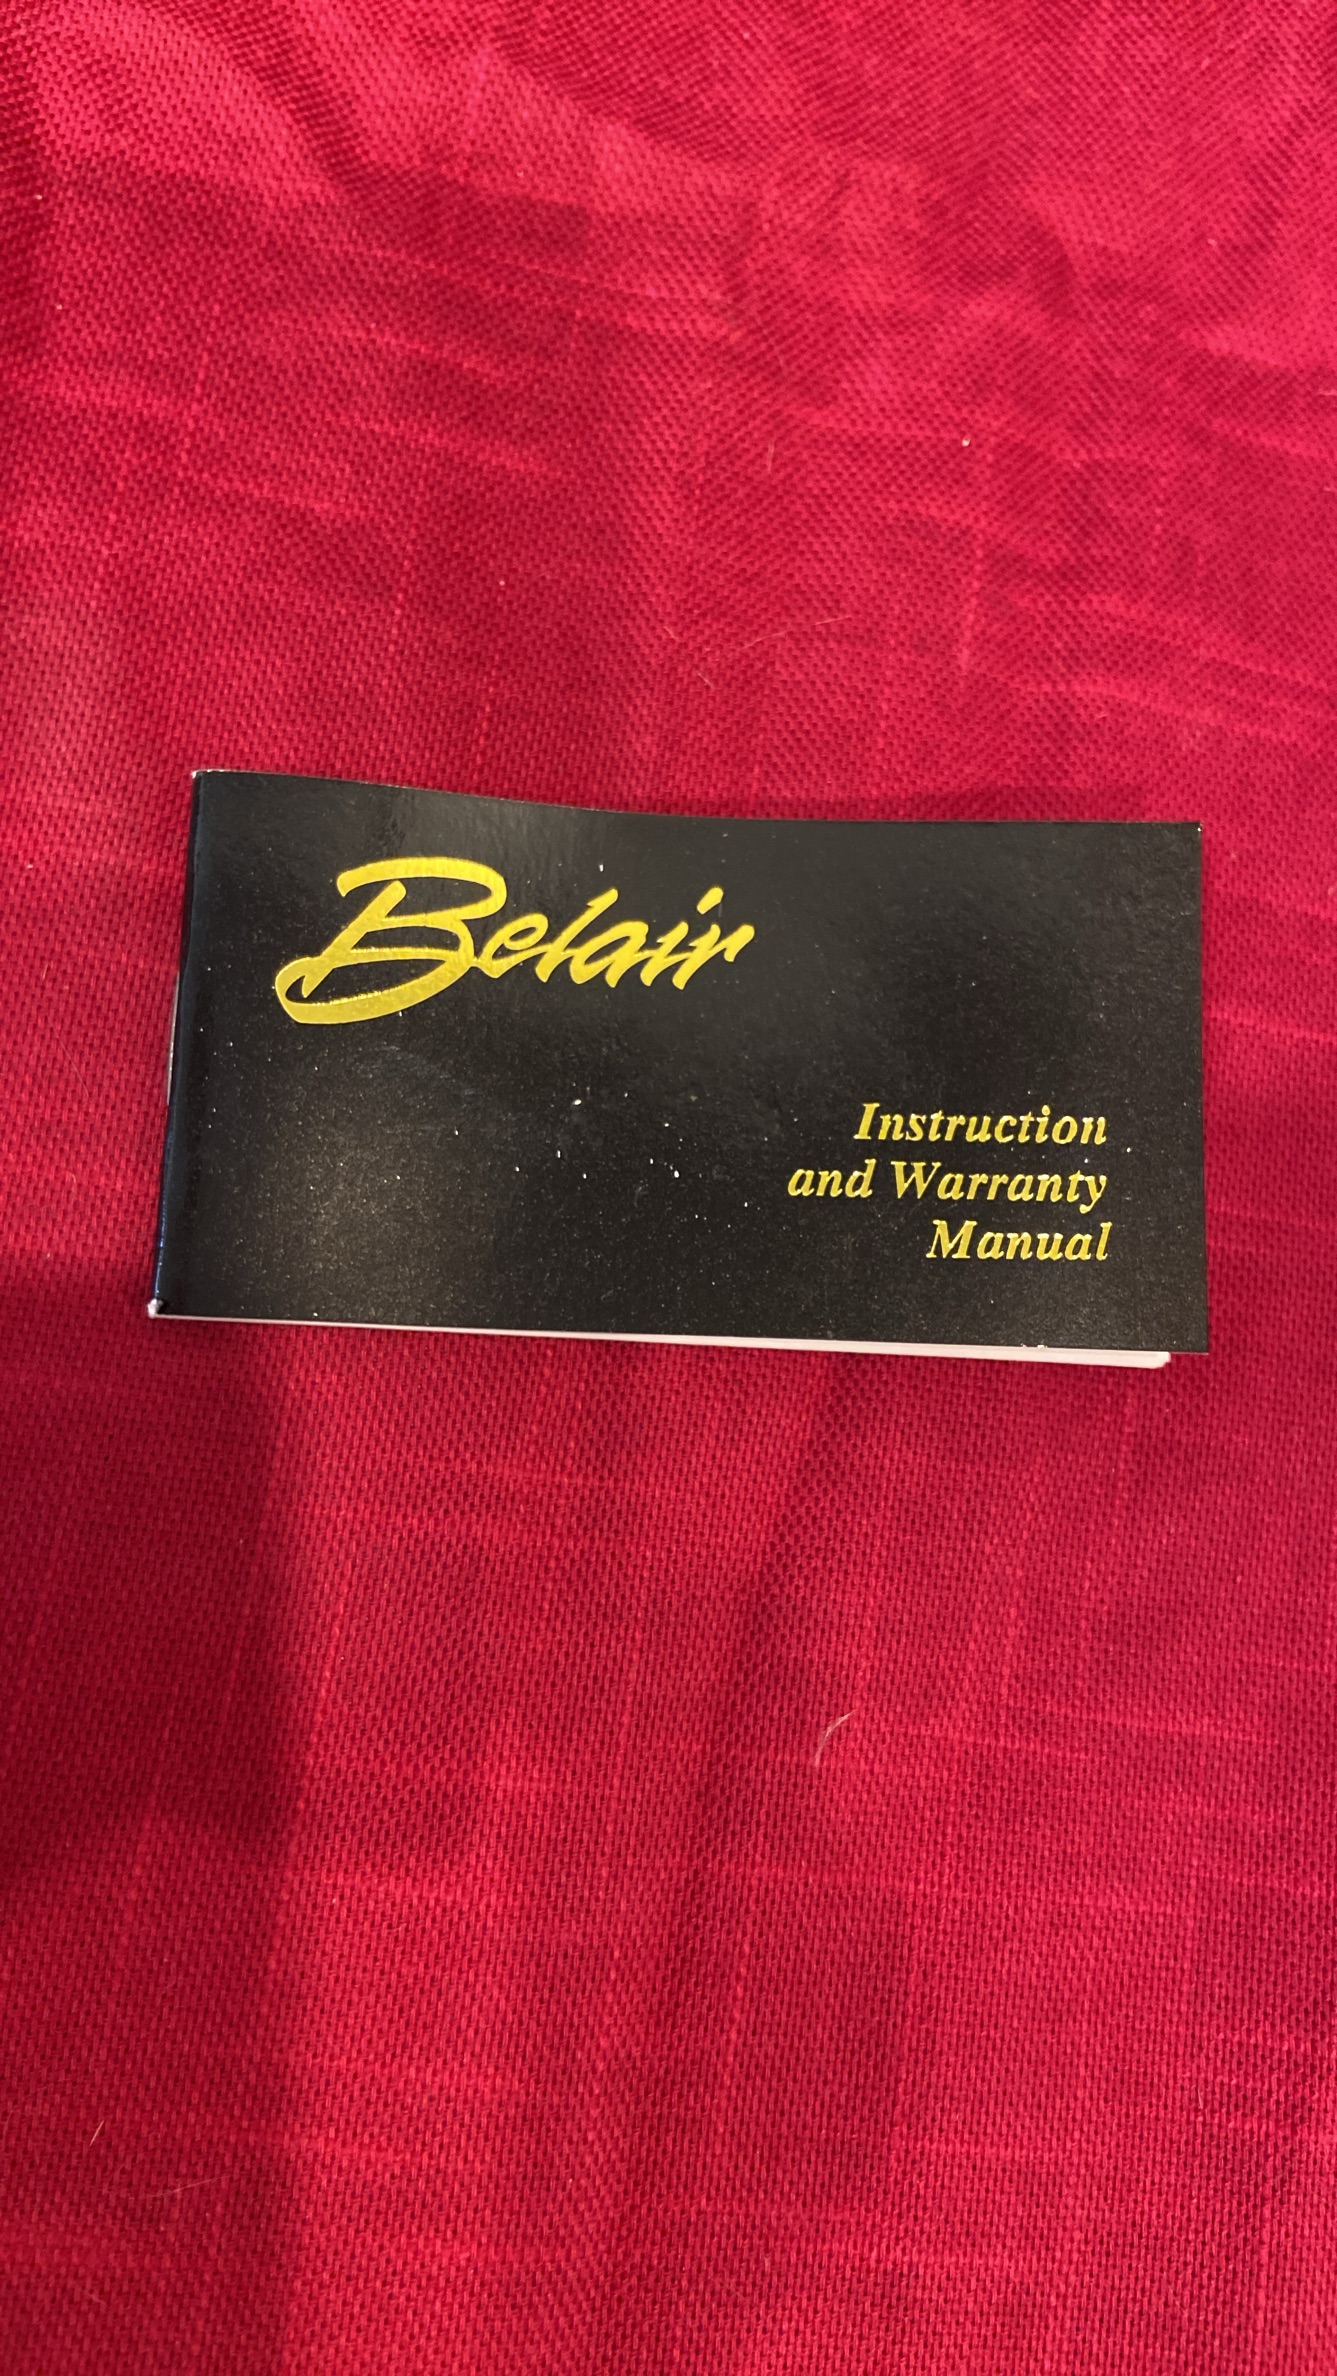 Belair
Instruction
and Warranty
Manual